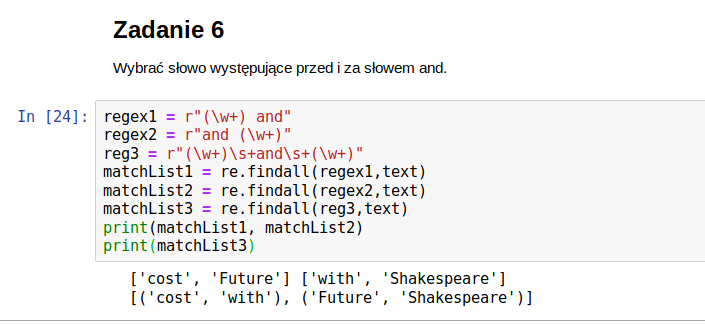 Zadanie 6
Wybrać słowo występujące przed i za słowem and.
In [24]: regex1 = r"(\w+) and"
regex2 = r"and (\w+)"
reg3 = r"(\w+)\s+and\s+(\w+)"
matchList1 = re.findall(regex1,text)
matchList2 = re.findall(regex2,text)
matchList3 = re.findall(reg3,text)
print(matchList1, matchList2)
print(matchList3)
['cost', 'Future'] ['with', 'Shakespeare']
[('cost', 'with'), ('Future', 'Shakespeare')]